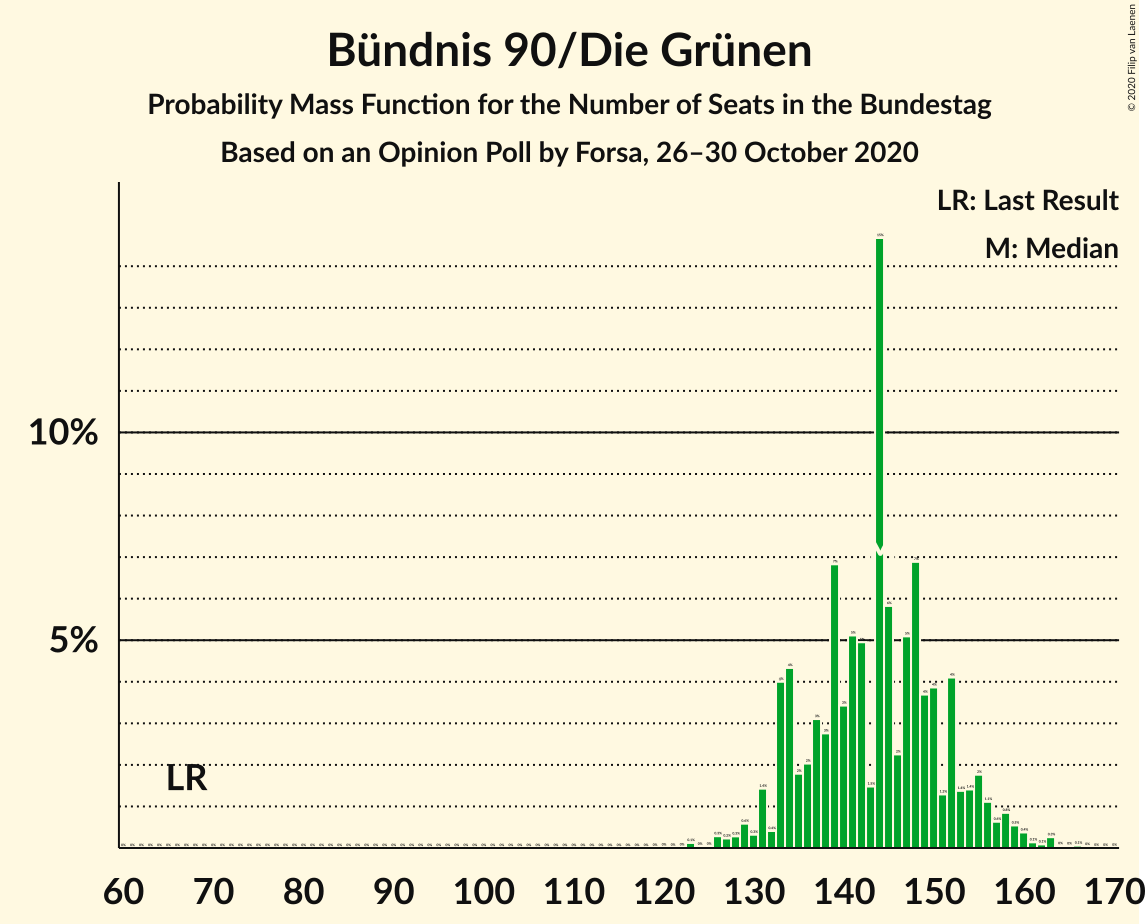 Bündnis 90/Die Grünen
Probability Mass Function for the Number of Seats in the Bundestag
Based on an Opinion Poll by Forsa, 26–30 October 2020
© 2020 Filip van Laenen
LR: Last Result
M: Median
10%
5%
LR
60 70 80 90 100 110 120 130 140 150 160 170